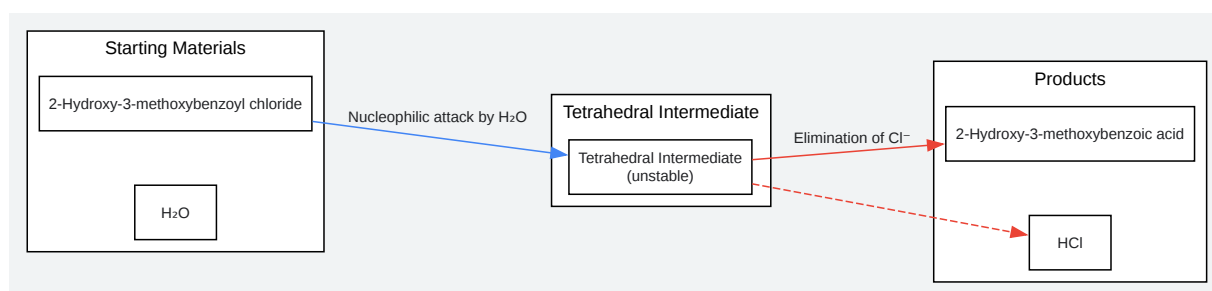 Starting Materials
2-Hydroxy-3-methoxybenzoyl chloride
H₂O
Nucleophilic attack by H₂O
Tetrahedral Intermediate
Tetrahedral Intermediate
(unstable)
Elimination of Cl⁻
Products
2-Hydroxy-3-methoxybenzoic acid
HCl